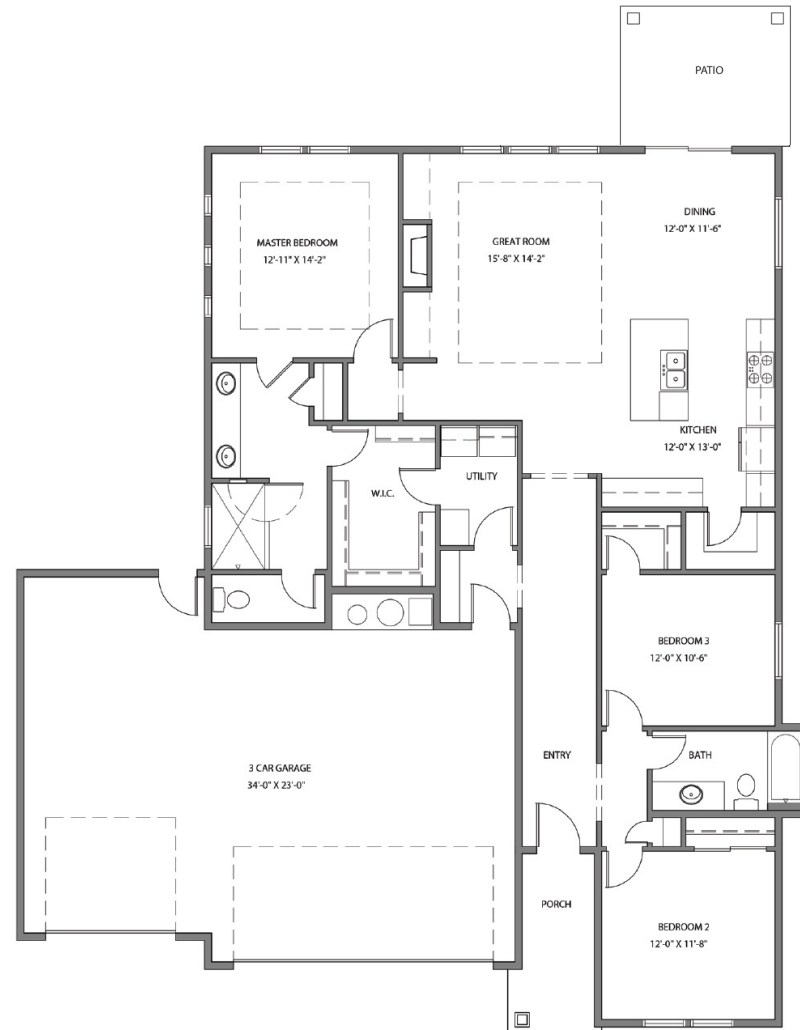 PATIO
DINING
12'-0" X 11'-6"
MASTER BEDROOM
12'-11" X 14'-2"
GREAT ROOM
15'-8" X 14'-2"
KITCHEN
12'-0" X 13'-0"
W.I.C.
UTILITY
BEDROOM 3
12'-0" X 10'-6"
ENTRY
BATH
3 CAR GARAGE
34'-0" X 23'-0"
PORCH
BEDROOM 2
12'-0" X 11'-8"